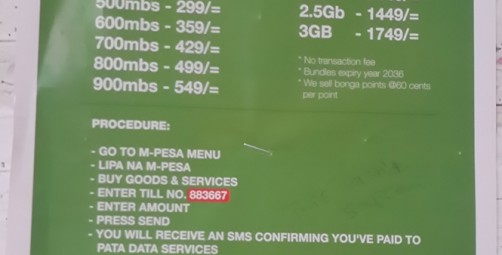 500mbs - 299/=
600mbs - 359/=
700mbs - 429/=
800mbs - 499/=
900mbs - 549/=
2.5Gb - 1449/=
3GB - 1749/=
* No transaction fee
* Bundles expiry year 2036
* We sell bonga points @60 cents
per point
PROCEDURE:
- GO TO M-PESA MENU
- LIPA NA M-PESA
- BUY GOODS & SERVICES
- ENTER TILL NO. 883667
- ENTER AMOUNT
- PRESS SEND
- YOU WILL RECEIVE AN SMS CONFIRMING YOU'VE PAID TO
PATA DATA SERVICES